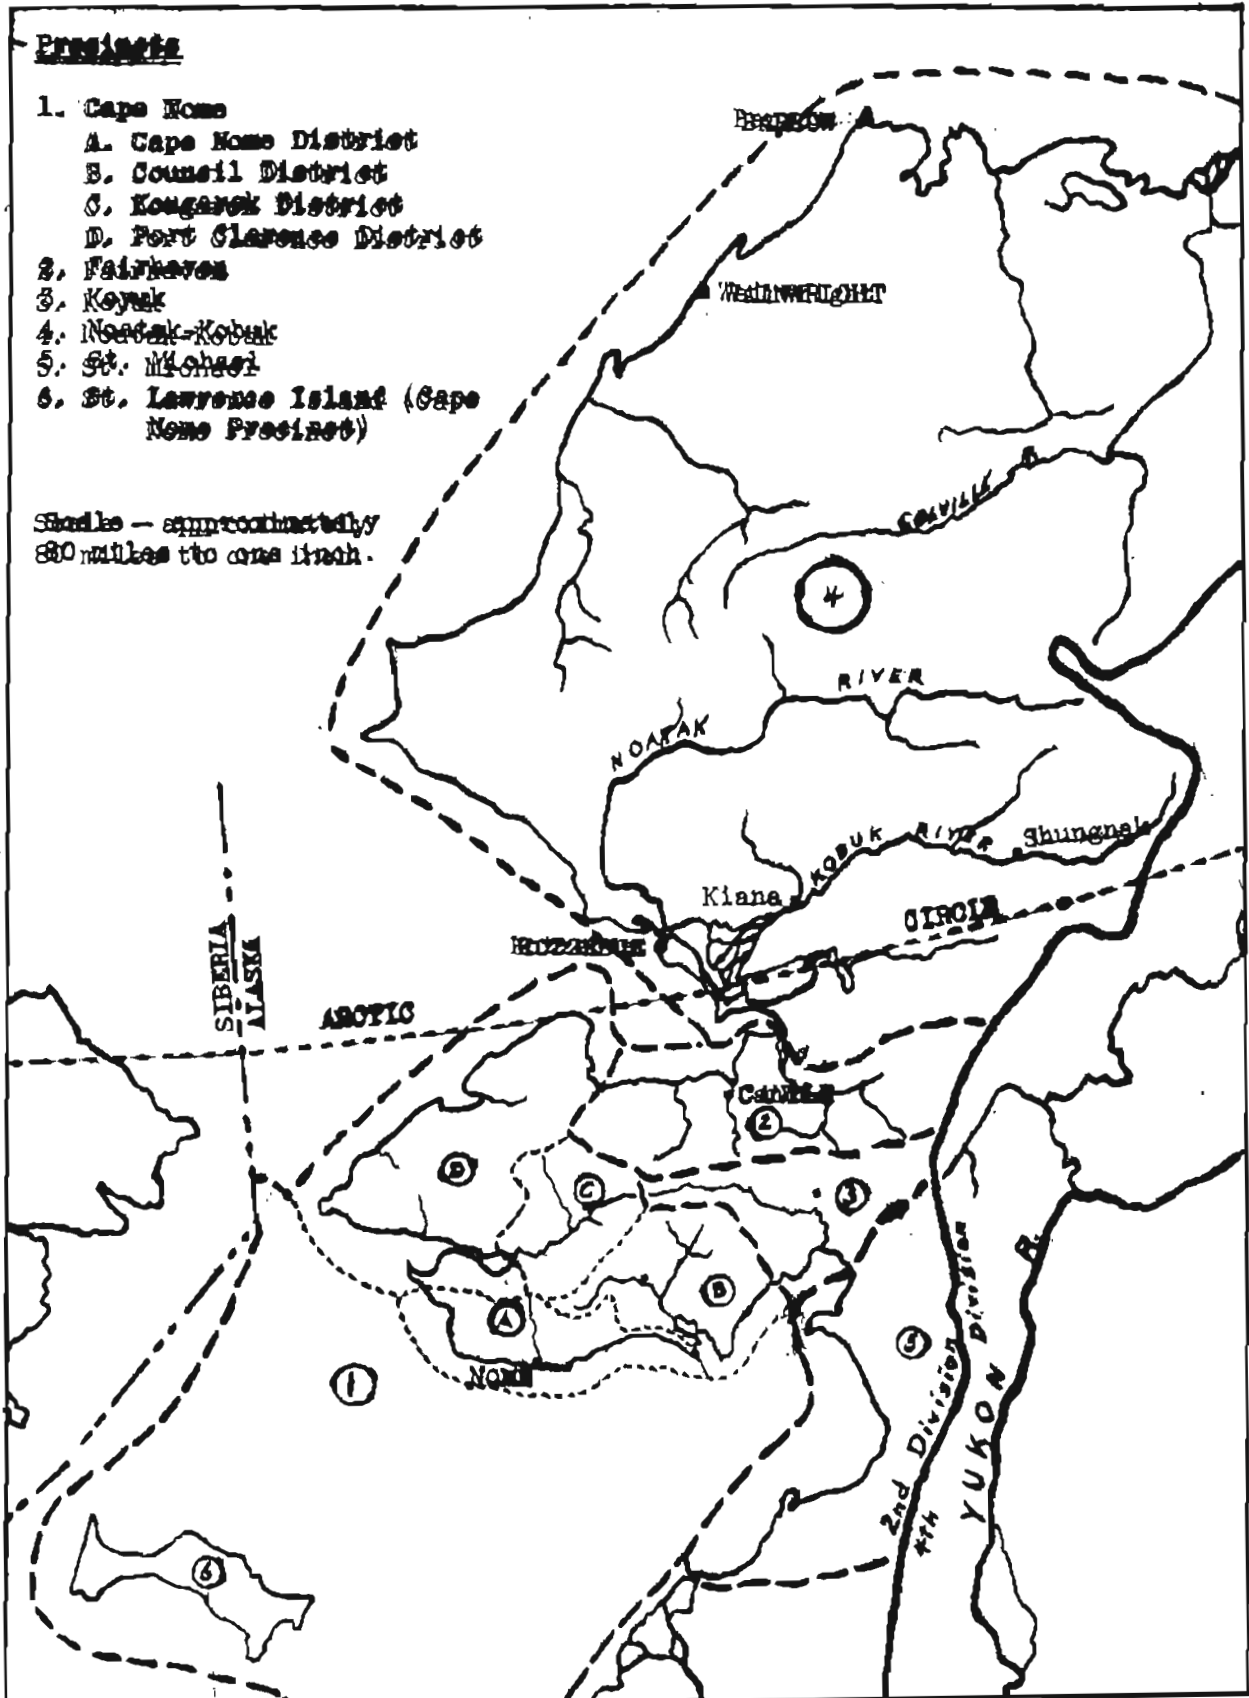 Precincts
1. Cape Nome
A. Cape Nome District
B. Council District
C. Kougarok District
D. Port Clarence District
2. Fairhaven
3. Koyuk
4. Noatak-Kobuk
5. St. Michael
6. St. Lawrence Island (Cape
Nome Precinct)
Scale - approximately
80 miles to one inch.
BARROW
WAINWRIGHT
COLVILLE R.
4
NOATAK RIVER
KOBUK RIVER
Shungnak
Kiana
KOTZEBUE
ARCTIC CIRCLE
SIBERIA
ALASKA
Candle
2
D
C
3
B
A
5
NOME
1
6
2nd Division
4th Division
YUKON R.